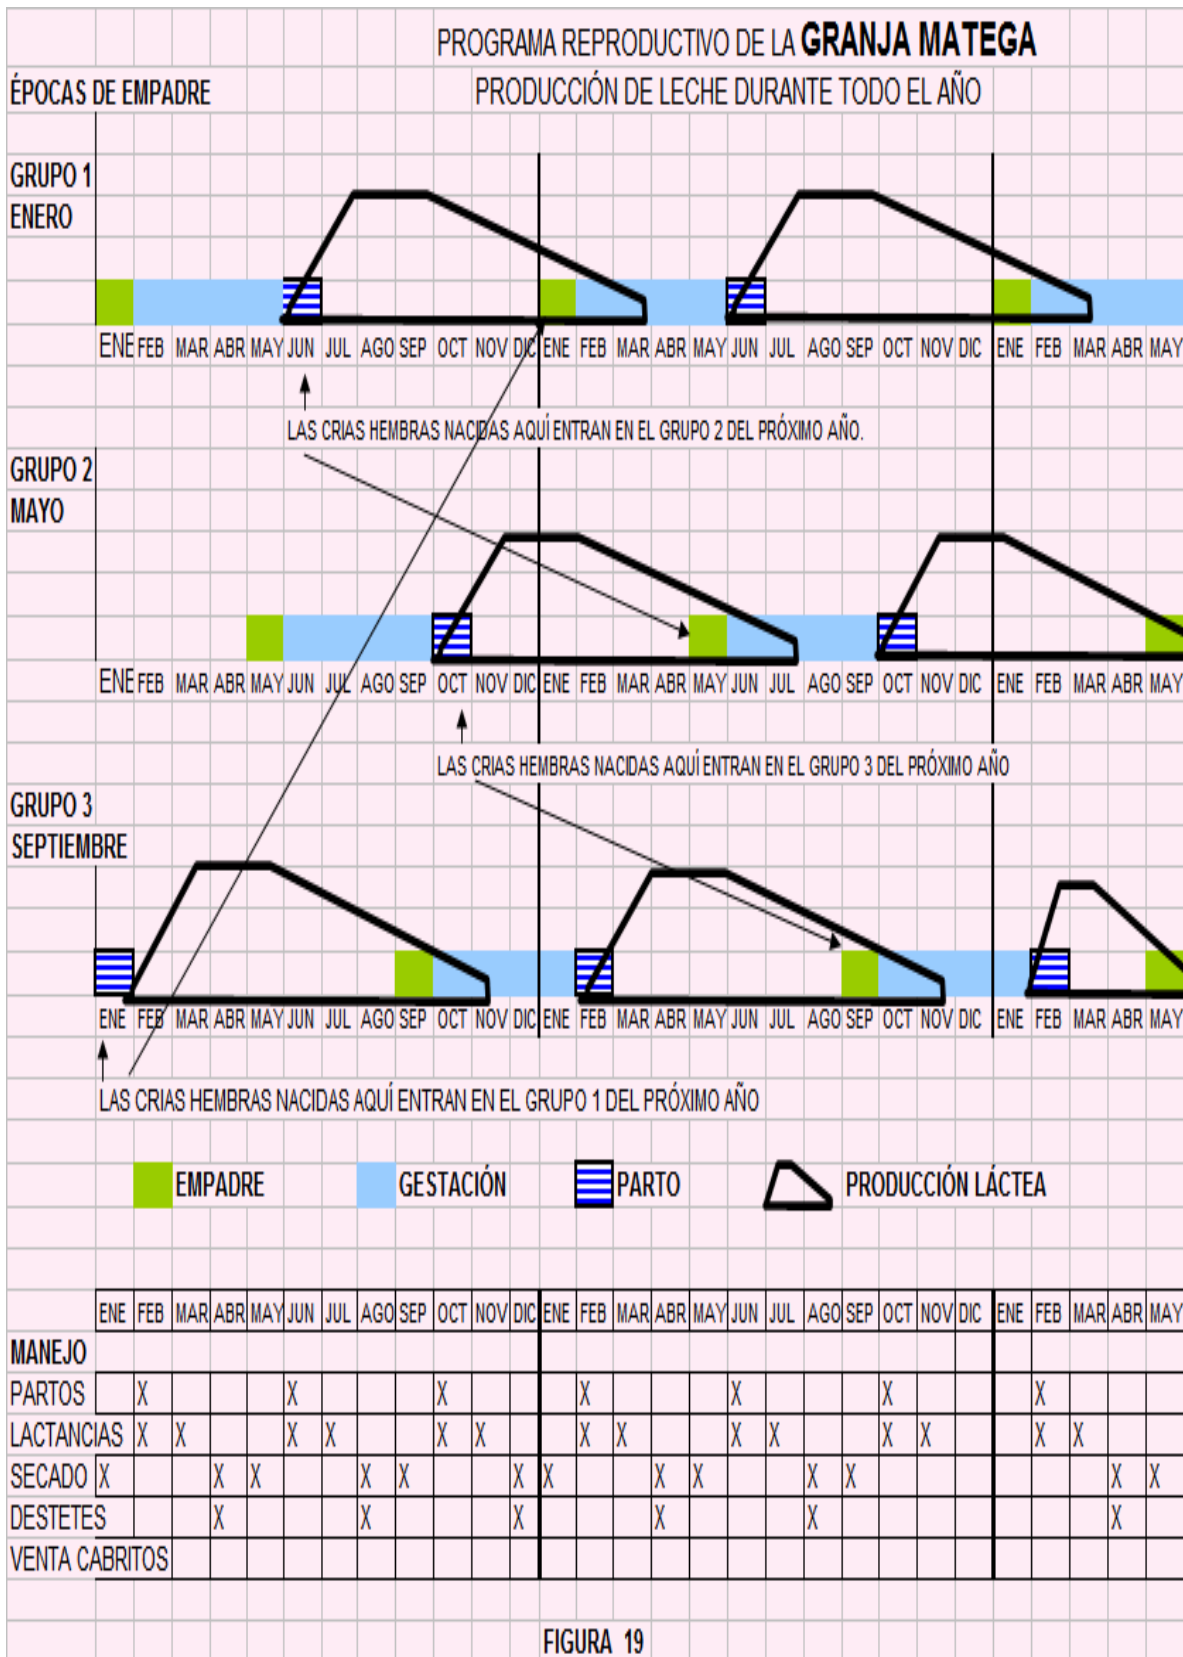 PROGRAMA REPRODUCTIVO DE LA GRANJA MATEGA
ÉPOCAS DE EMPADRE PRODUCCIÓN DE LECHE DURANTE TODO EL AÑO
GRUPO 1
ENERO
ENE FEB MAR ABR MAY JUN JUL AGO SEP OCT NOV DIC ENE FEB MAR ABR MAY JUN JUL AGO SEP OCT NOV DIC ENE FEB MAR ABR MAY
LAS CRIAS HEMBRAS NACIDAS AQUÍ ENTRAN EN EL GRUPO 2 DEL PRÓXIMO AÑO.
GRUPO 2
MAYO
ENE FEB MAR ABR MAY JUN JUL AGO SEP OCT NOV DIC ENE FEB MAR ABR MAY JUN JUL AGO SEP OCT NOV DIC ENE FEB MAR ABR MAY
LAS CRIAS HEMBRAS NACIDAS AQUÍ ENTRAN EN EL GRUPO 3 DEL PRÓXIMO AÑO
GRUPO 3
SEPTIEMBRE
ENE FEB MAR ABR MAY JUN JUL AGO SEP OCT NOV DIC ENE FEB MAR ABR MAY JUN JUL AGO SEP OCT NOV DIC ENE FEB MAR ABR MAY
LAS CRIAS HEMBRAS NACIDAS AQUÍ ENTRAN EN EL GRUPO 1 DEL PRÓXIMO AÑO
EMPADRE GESTACIÓN PARTO PRODUCCIÓN LÁCTEA
ENE FEB MAR ABR MAY JUN JUL AGO SEP OCT NOV DIC ENE FEB MAR ABR MAY JUN JUL AGO SEP OCT NOV DIC ENE FEB MAR ABR MAY
MANEJO
PARTOS X X X X X X X
LACTANCIAS X X X X X X X X X X X X X X
SECADO X X X X X X X X X X X X X
DESTETES X X X X X X
VENTA CABRITOS
FIGURA 19